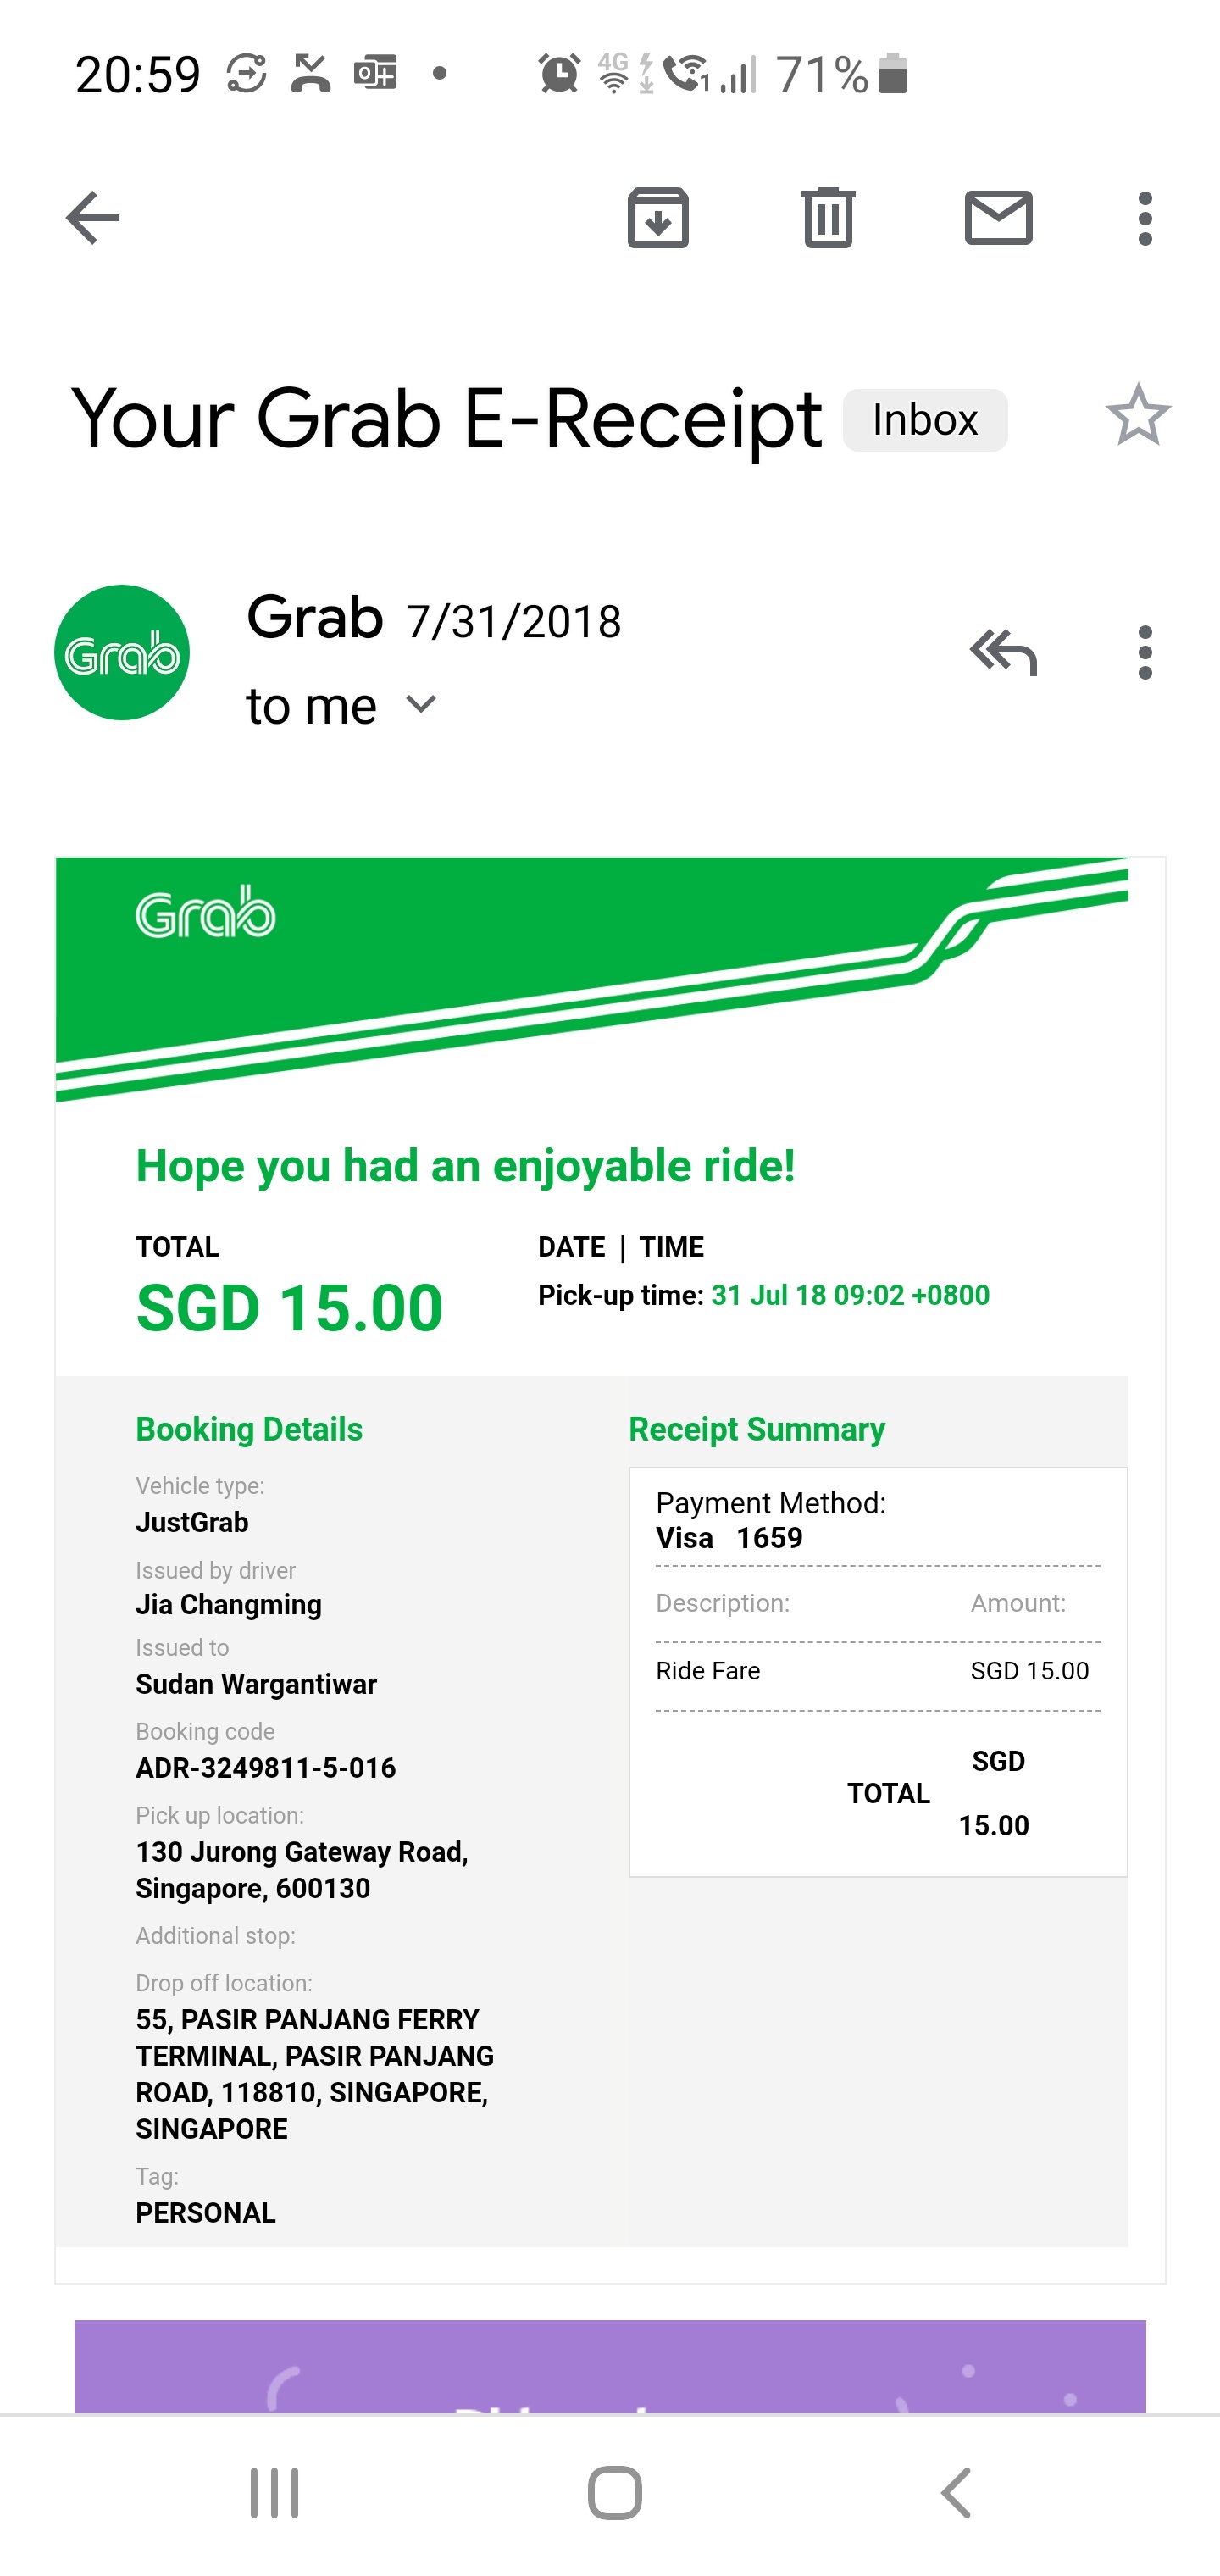 20:59
4G
1
71%
Your Grab E-Receipt Inbox
Grab
Grab 7/31/2018
to me
Grab
Hope you had an enjoyable ride!
TOTAL
SGD 15.00
DATE | TIME
Pick-up time: 31 Jul 18 09:02 +0800
Booking Details
Vehicle type:
JustGrab
Issued by driver
Jia Changming
Issued to
Sudan Wargantiwar
Booking code
ADR-3249811-5-016
Pick up location:
130 Jurong Gateway Road,
Singapore, 600130
Additional stop:
Drop off location:
55, PASIR PANJANG FERRY
TERMINAL, PASIR PANJANG
ROAD, 118810, SINGAPORE,
SINGAPORE
Tag:
PERSONAL
Receipt Summary
Payment Method:
Visa 1659
Description: Amount:
Ride Fare SGD 15.00
TOTAL SGD
15.00